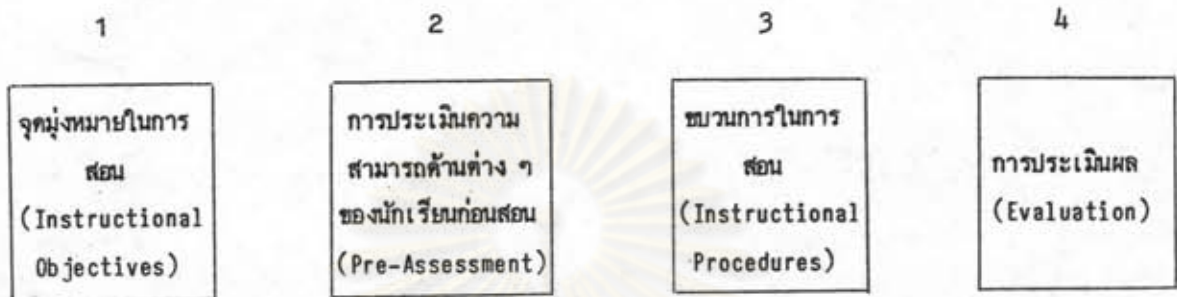 1 2 3 4
จุดมุ่งหมายในการ
สอน
(Instructional
Objectives)
การประเมินความ
สามารถด้านต่าง ๆ
ของนักเรียนก่อนสอน
(Pre-Assessment)
ขบวนการในการ
สอน
(Instructional
Procedures)
การประเมินผล
(Evaluation)